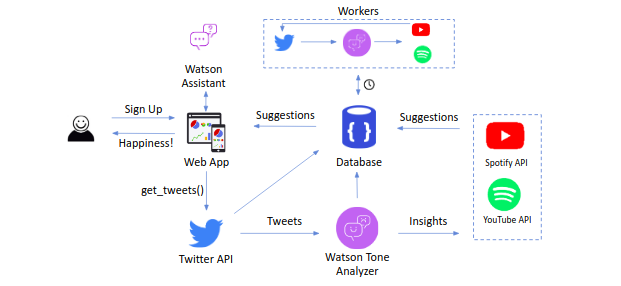 Workers
Watson
Assistant
Sign Up
Happiness!
Web App
Suggestions
Database
Suggestions
Spotify API
YouTube API
get_tweets()
Twitter API
Tweets
Watson Tone
Analyzer
Insights